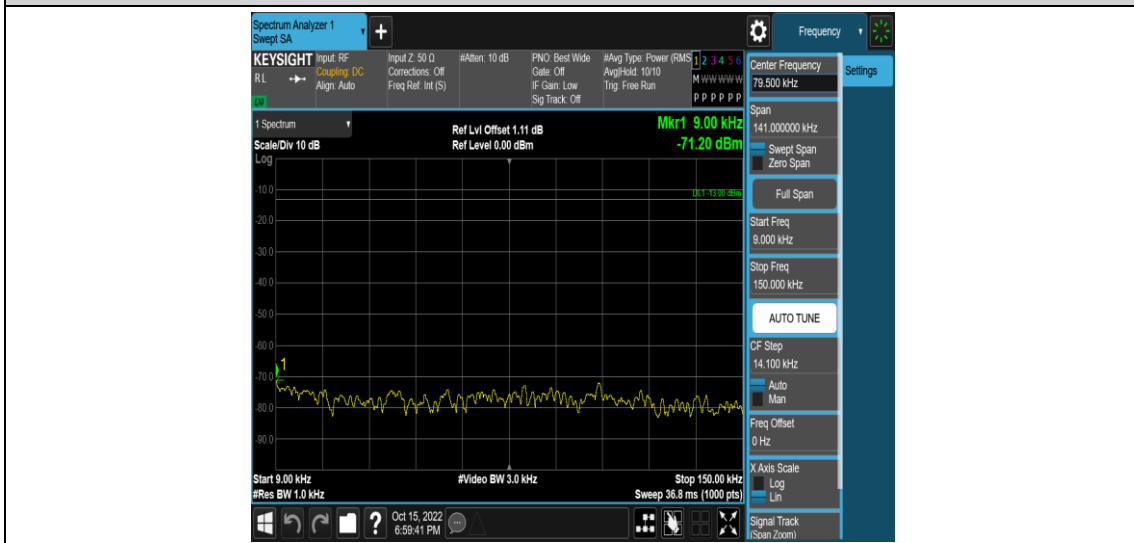 Spectrum Analyzer 1
Swept SA
+
Frequency
KEYSIGHT
RL
LXI
Input: RF
Coupling: DC
Align: Auto
Input Z: 50 Ω
Corrections: Off
Freq Ref: Int (S)
#Atten: 10 dB
PNO: Best Wide
Gate: Off
IF Gain: Low
Sig Track: Off
#Avg Type: Power (RMS
Avg|Hold: 10/10
Trig: Free Run
1 2 3 4 5 6
M W W W W W
P P P P P P
1 Spectrum
Scale/Div 10 dB
Log
Ref Lvl Offset 1.11 dB
Ref Level 0.00 dBm
Mkr1 9.00 kHz
-71.20 dBm
DL1 -13.00 dBm
-10.0
-20.0
-30.0
-40.0
-50.0
-60.0
-70.0
-80.0
-90.0
1
Start 9.00 kHz
#Res BW 1.0 kHz
#Video BW 3.0 kHz
Stop 150.00 kHz
Sweep 36.8 ms (1000 pts)
Center Frequency
79.500 kHz
Settings
Span
141.000000 kHz
Swept Span
Zero Span
Full Span
Start Freq
9.000 kHz
Stop Freq
150.000 kHz
AUTO TUNE
CF Step
14.100 kHz
Auto
Man
Freq Offset
0 Hz
X Axis Scale
Log
Lin
Signal Track
(Span Zoom)
?
Oct 15, 2022
6:59:41 PM